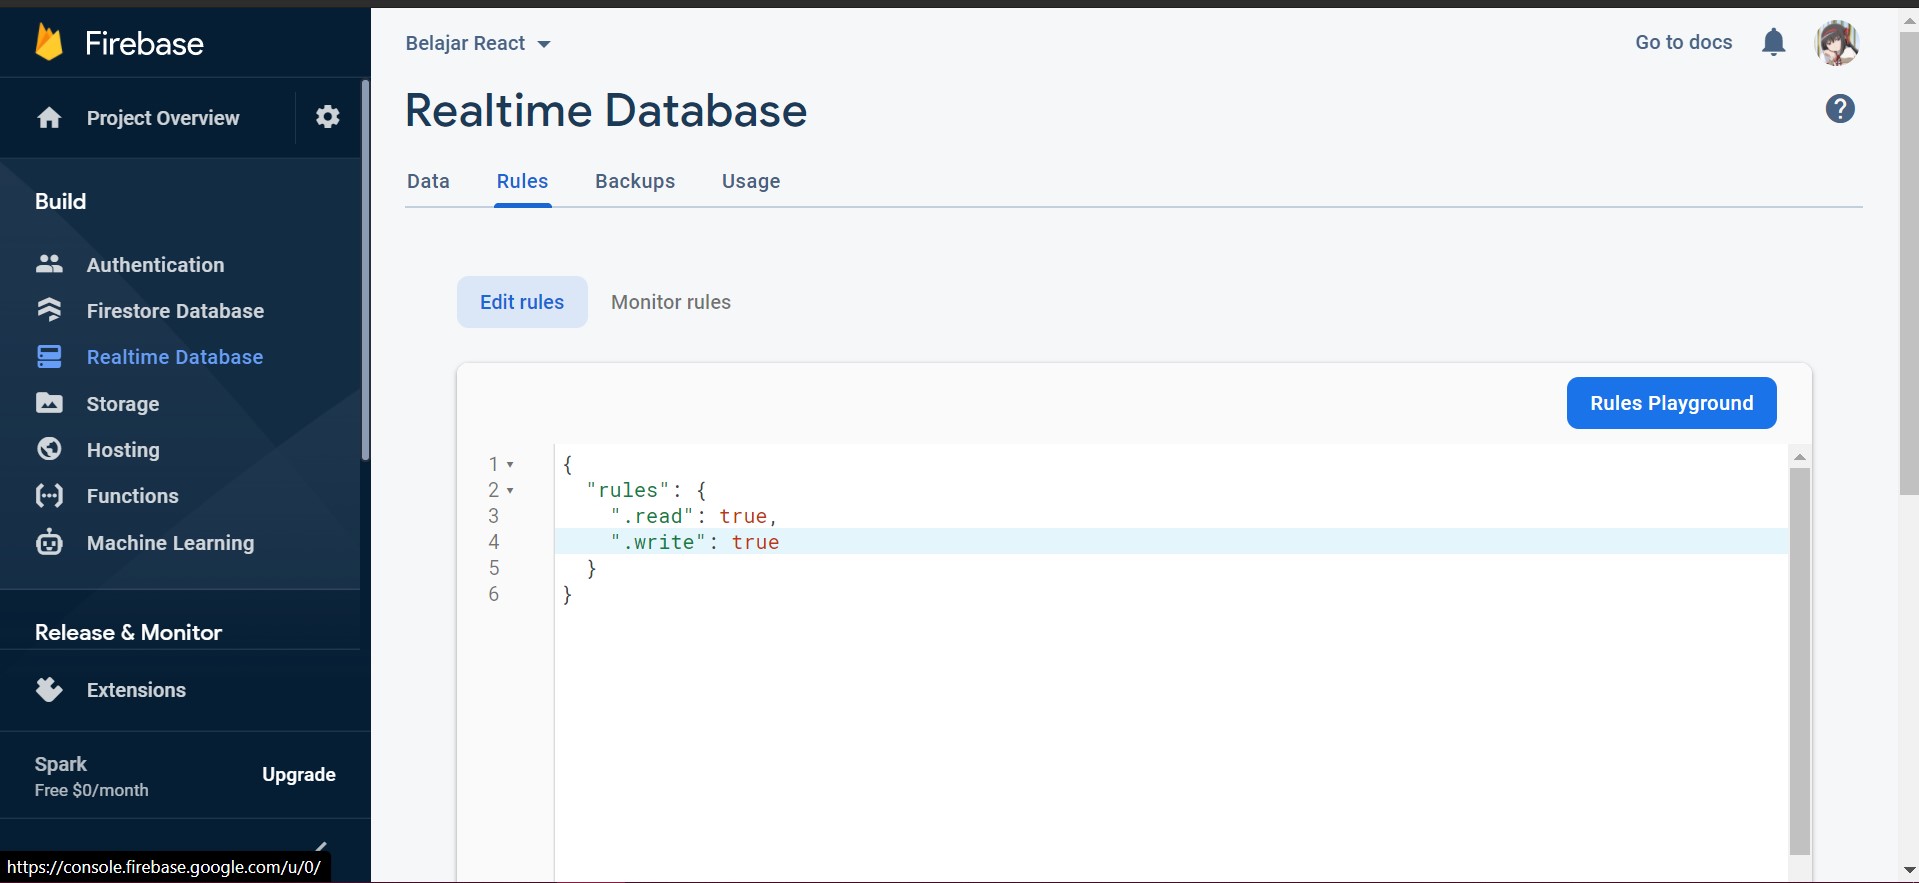 Firebase
Project Overview
Build
Authentication
Firestore Database
Realtime Database
Storage
Hosting
Functions
Machine Learning
Release & Monitor
Extensions
Spark
Free $0/month
Upgrade
https://console.firebase.google.com/u/0/
Belajar React
Go to docs
Realtime Database
?
Data Rules Backups Usage
Edit rules Monitor rules
Rules Playground
1 {
2 "rules": {
3 ".read": true,
4 ".write": true
5 }
6 }